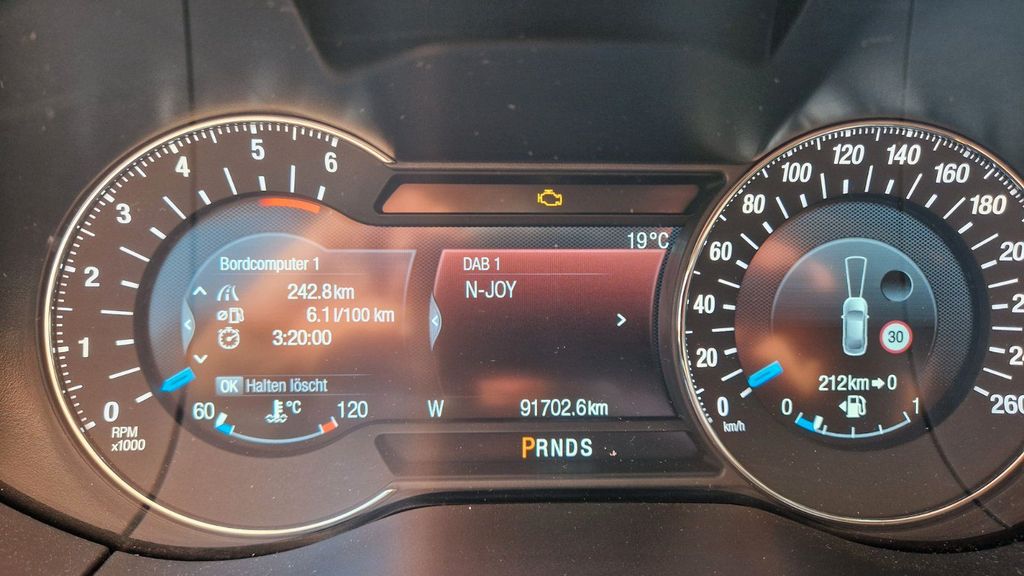 0
1
2
3
4
5
6
RPM
x1000
Bordcomputer 1
242.8km
6.1l/100 km
3:20:00
OK Halten löscht
60 °C 120
19°C
DAB 1
N-JOY
W 91702.6km
PRNDS
0
20
40
60
80
100
120
140
160
180
260
km/h
30
212km➡0
0 1